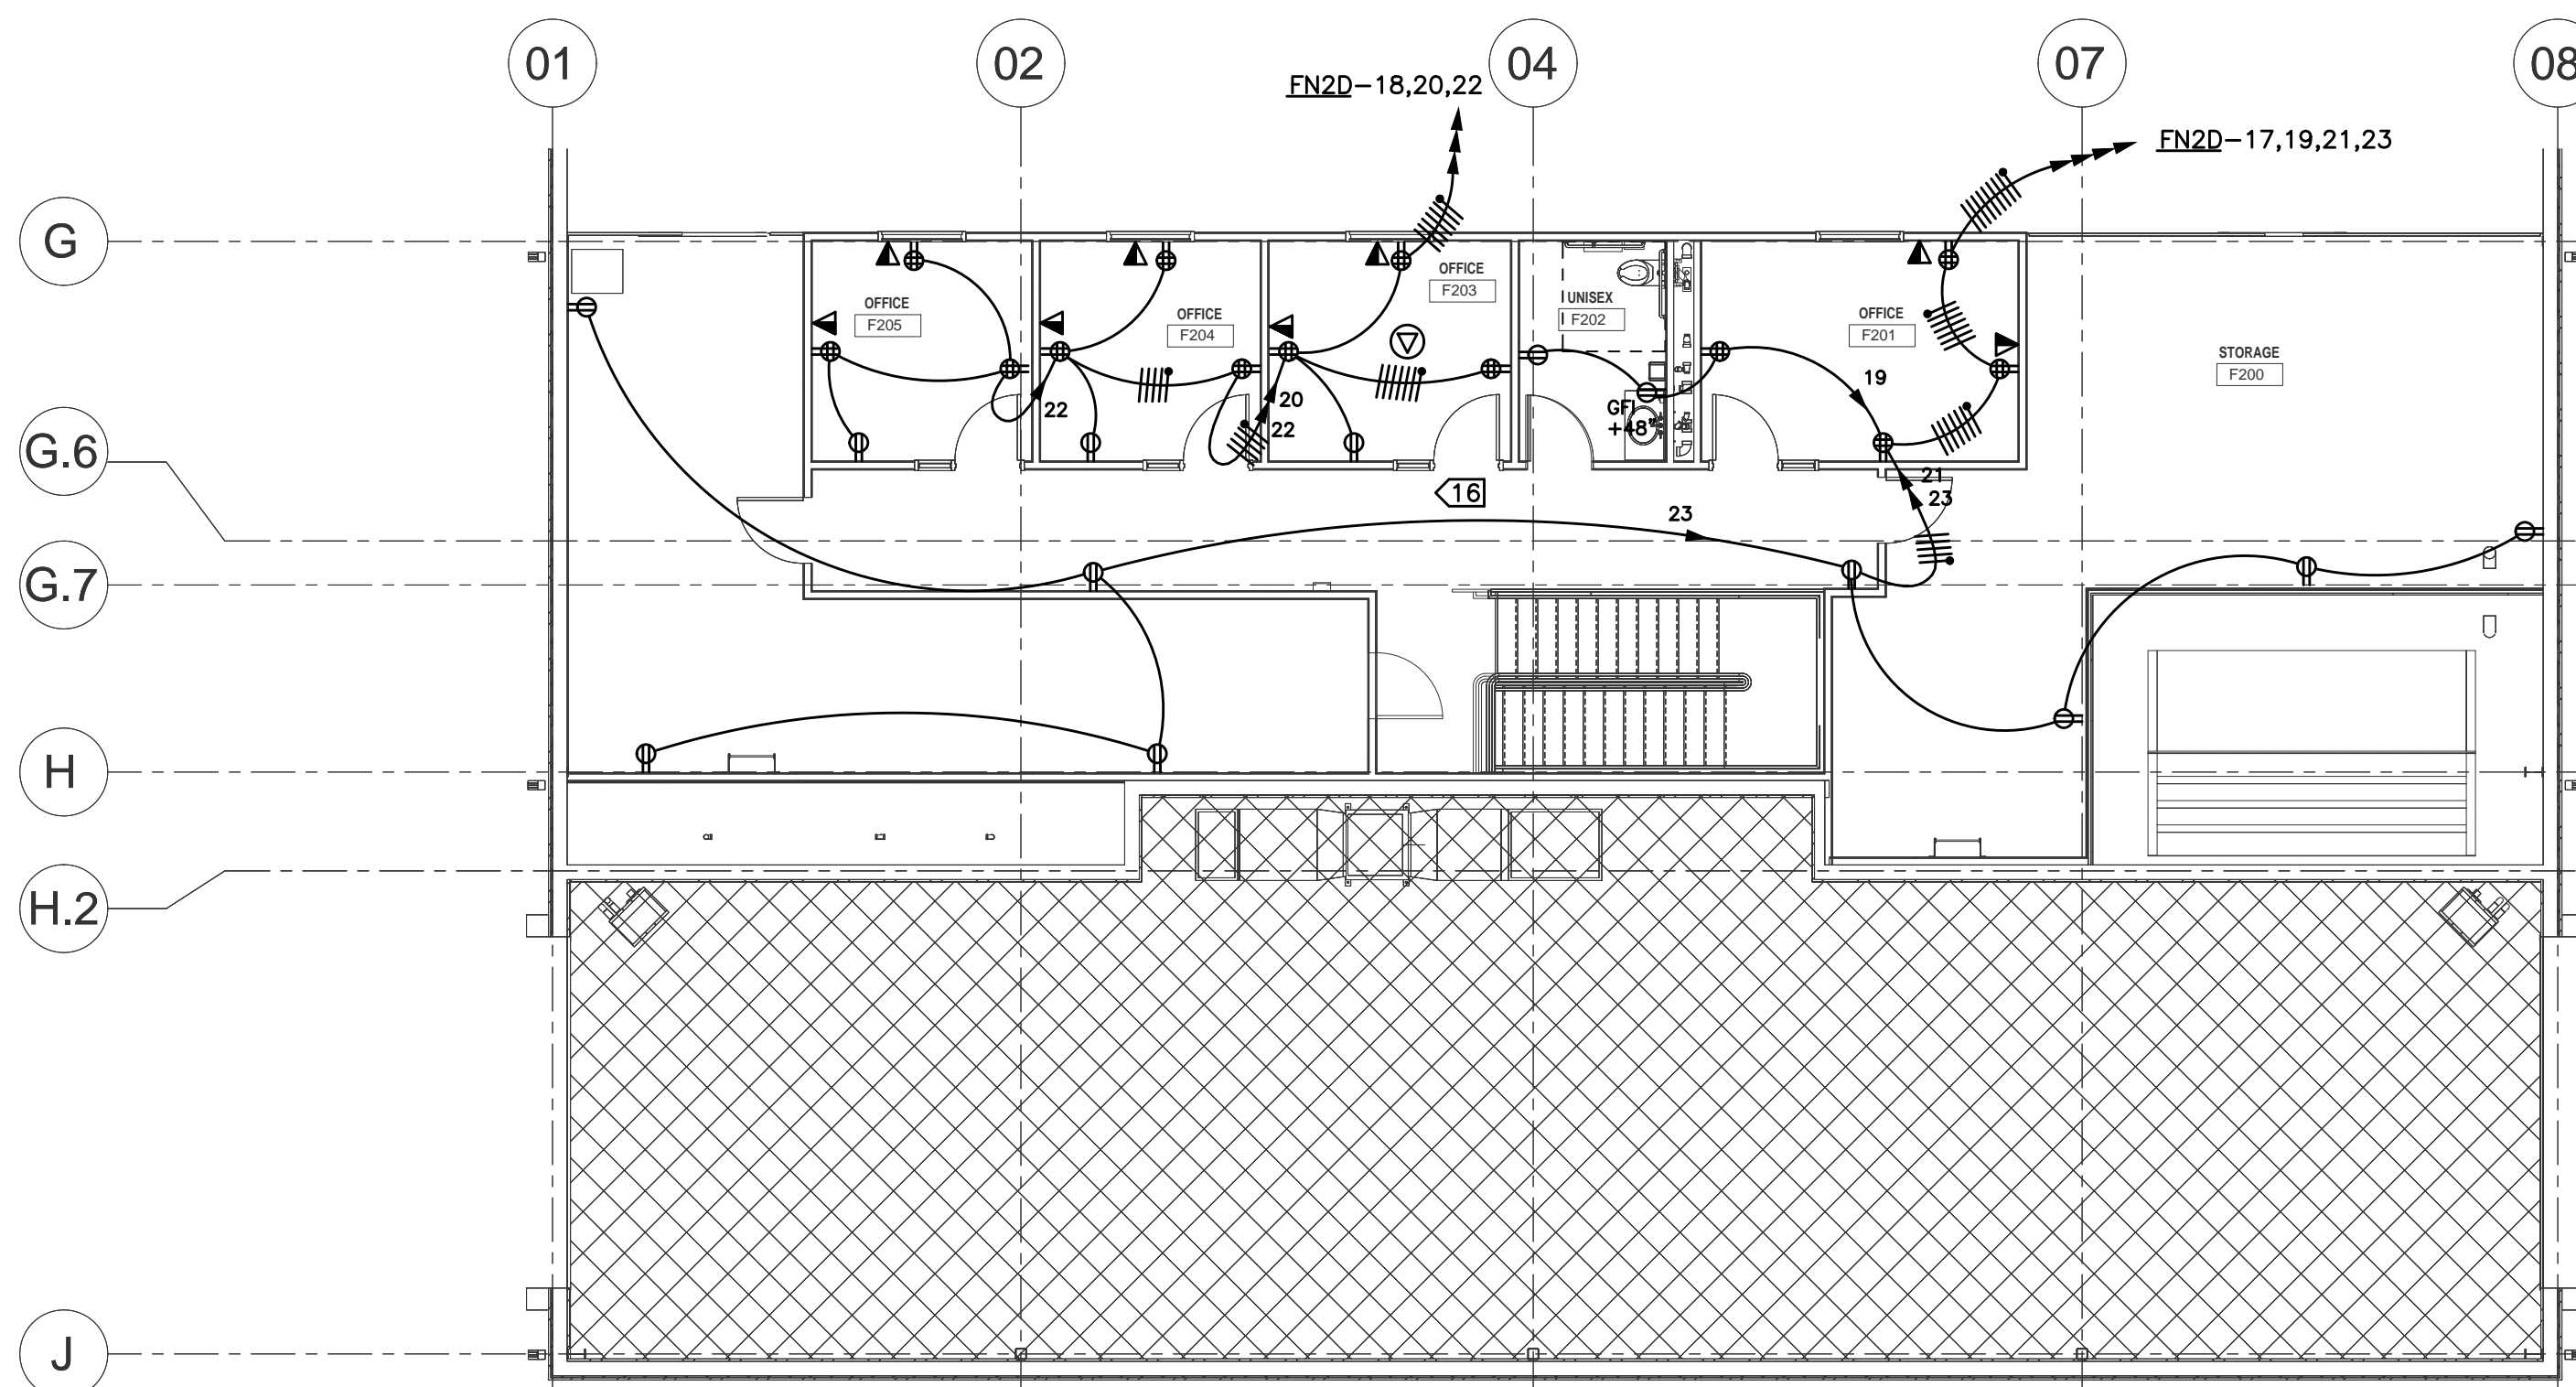 01
02
04
07
08
FN2D-18,20,22
FN2D-17,19,21,23
G
G.6
G.7
H
H.2
J
OFFICE
F205
OFFICE
F204
OFFICE
F203
UNISEX
F202
OFFICE
F201
STORAGE
F200
22
20
22
GFI
+48"
19
21
23
16
23